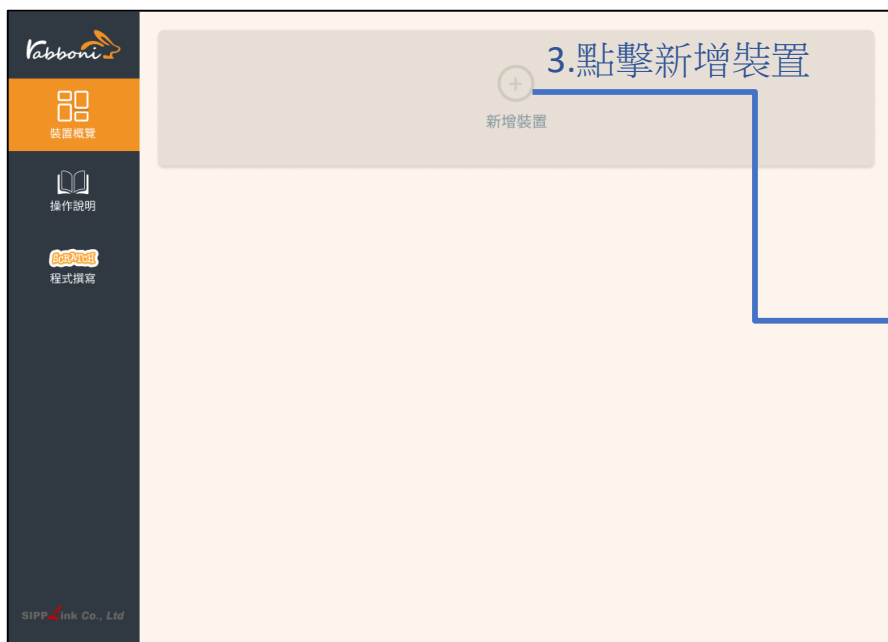 rabboni
裝置概覽
操作說明
SCRATCH
程式撰寫
SIPPLink Co., Ltd
3.點擊新增裝置
新增裝置